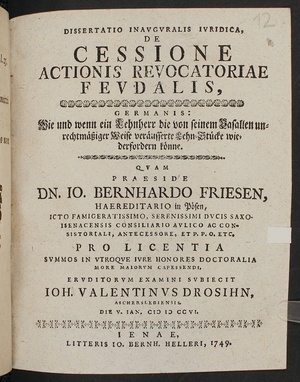 12
DISSERTATIO INAVGVRALIS IVRIDICA,
DE
CESSIONE
ACTIONIS REVOCATORIAE
FEVDALIS,
GERMANIS:
Wie und wenn ein Lehnherr die von seinem Vasallen un-
rechtmäßiger Weise veräusserte Lehn-Stücke wie-
derfordern könne.
QVAM
PRAESIDE
DN. IO. BERNHARDO FRIESEN,
HAEREDITARIO in Pösen,
ICTO FAMIGERATISSIMO, SERENISSIMI DVCIS SAXO-
ISENACENSIS CONSILIARIO AVLICO AC CON-
SISTORIALI, ANTECESSORE, ET P. P. O. ETC.
PRO LICENTIA
SVMMOS IN VTROQVE IVRE HONORES DOCTORALIA
MORE MAIORVM CAPESSENDI,
ERVDITORVM EXAMINI SVBIECIT
IOH. VALENTINVS DROSIHN,
ASCHERSLEBIENSIS.
DIE V. IAN. CIƆ IƆ CCVI.
IENAE,
LITTERIS IO. BERNH. HELLERI, 1749.